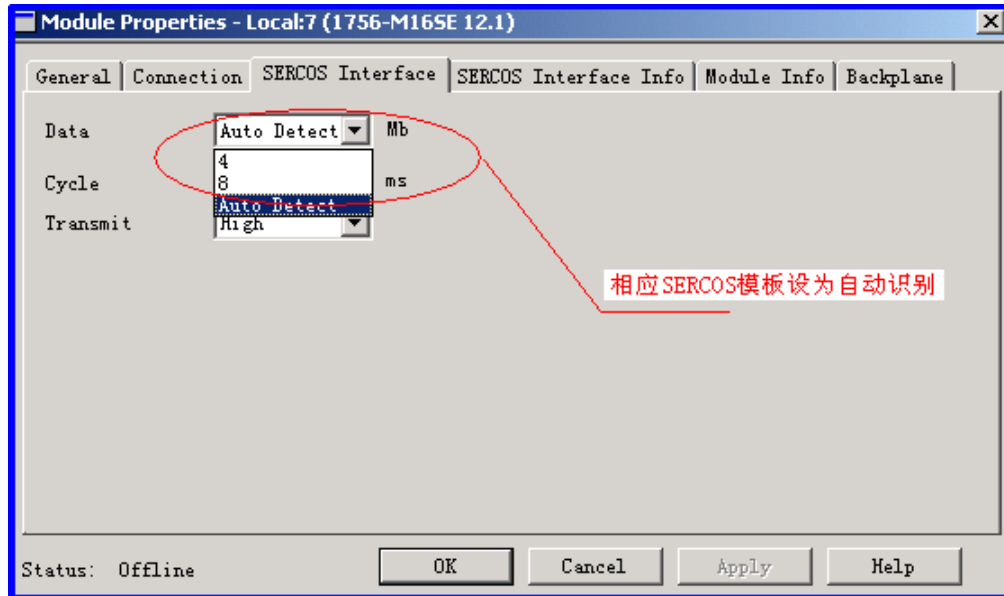 Module Properties - Local:7 (1756-M16SE 12.1)
General Connection SERCOS Interface SERCOS Interface Info Module Info Backplane
Data Auto Detect Mb
4
Cycle 8 ms
Auto Detect
Transmit High
相应SERCOS模板设为自动识别
Status: Offline OK Cancel Apply Help